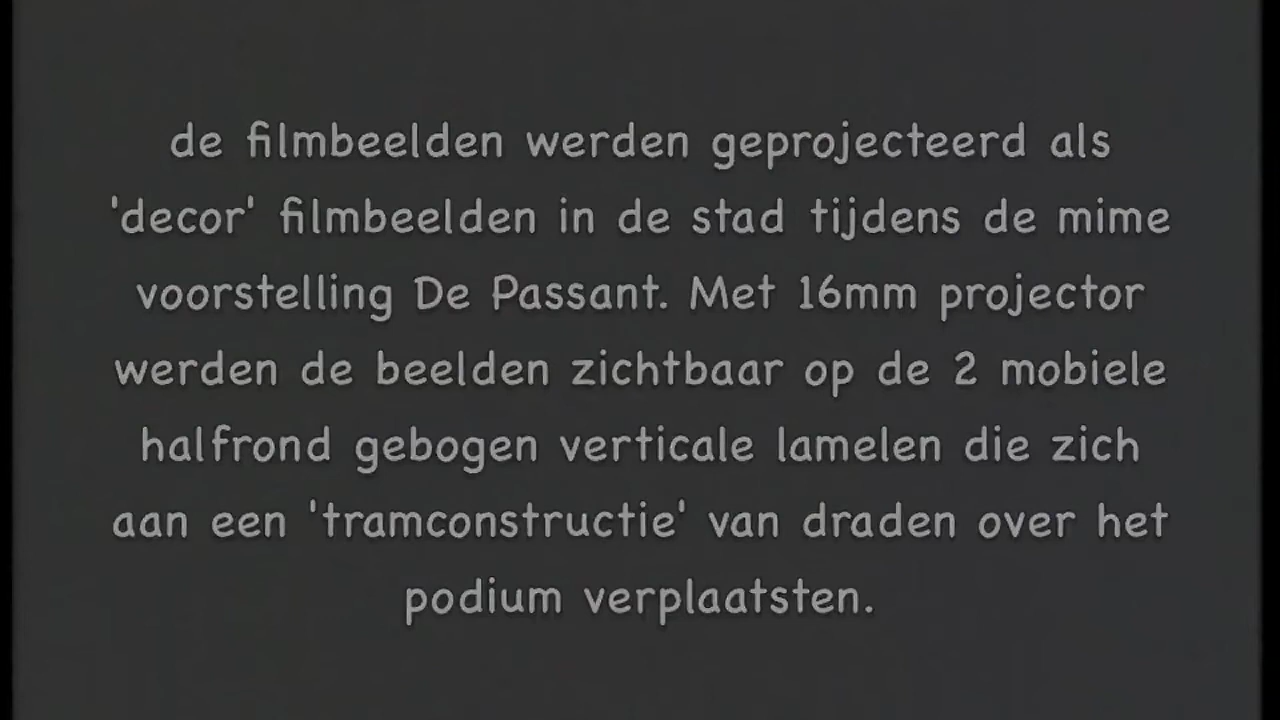 de filmbeelden werden geprojecteerd als
'decor' filmbeelden in de stad tijdens de mime
voorstelling De Passant. Met 16mm projector
werden de beelden zichtbaar op de 2 mobiele
halfrond gebogen verticale lamelen die zich
aan een 'tramconstructie' van draden over het
podium verplaatsten.